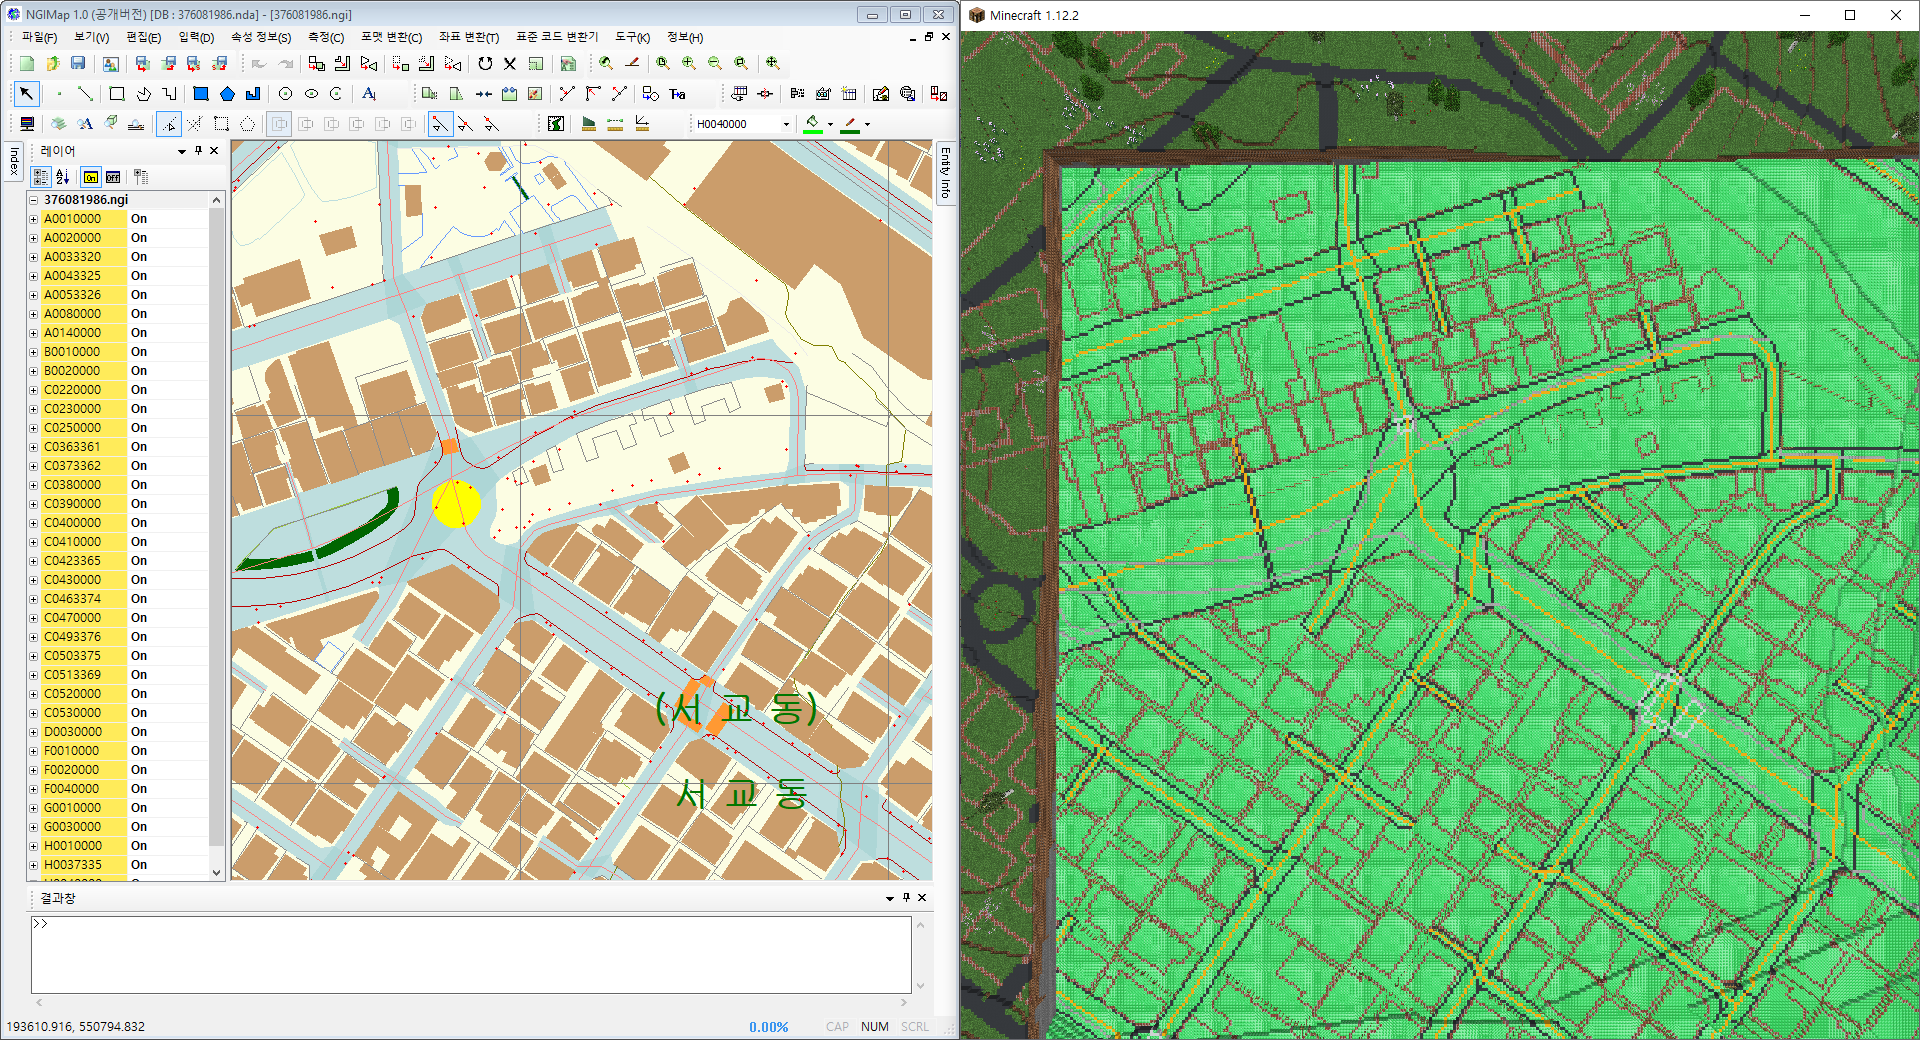 NGIMap 1.0 (공개버전) [DB : 376081986.nda] - [376081986.ngi]
파일(F) 보기(V) 편집(E) 입력(D) 속성 정보(S) 측정(C) 포맷 변환(C) 좌표 변환(T) 표준 코드 변환기 도구(K) 정보(H)
H0040000
Index
레이어
On Off
376081986.ngi
A0010000 On
A0020000 On
A0033320 On
A0043325 On
A0053326 On
A0080000 On
A0140000 On
B0010000 On
B0020000 On
C0220000 On
C0230000 On
C0250000 On
C0363361 On
C0373362 On
C0380000 On
C0390000 On
C0400000 On
C0410000 On
C0423365 On
C0430000 On
C0463374 On
C0470000 On
C0493376 On
C0503375 On
C0513369 On
C0520000 On
C0530000 On
D0030000 On
F0010000 On
F0020000 On
F0040000 On
G0010000 On
G0030000 On
H0010000 On
H0037335 On
(서 교 동)
서 교 동
Entity Info
결과창
>>
193610.916, 550794.832
0.00%
CAP NUM SCRL
Minecraft 1.12.2